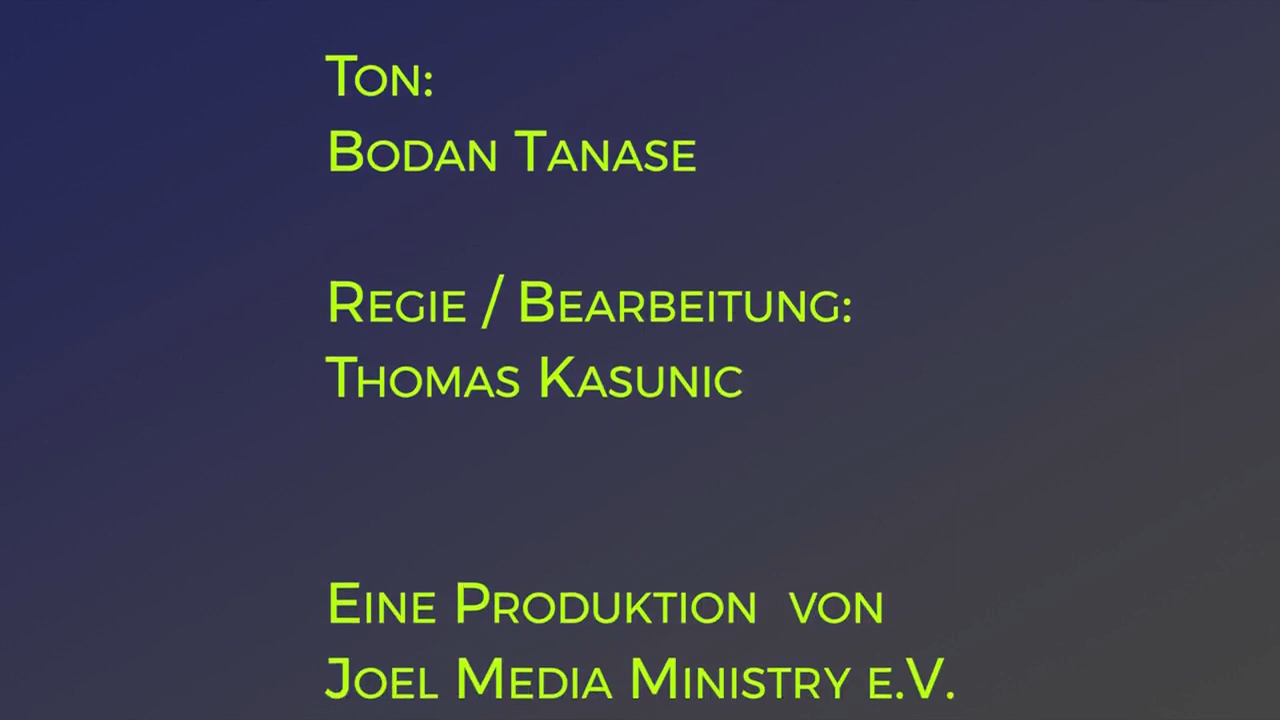 Ton:
Bodan Tanase
Regie / Bearbeitung:
Thomas Kasunic
Eine Produktion von
Joel Media Ministry e.V.